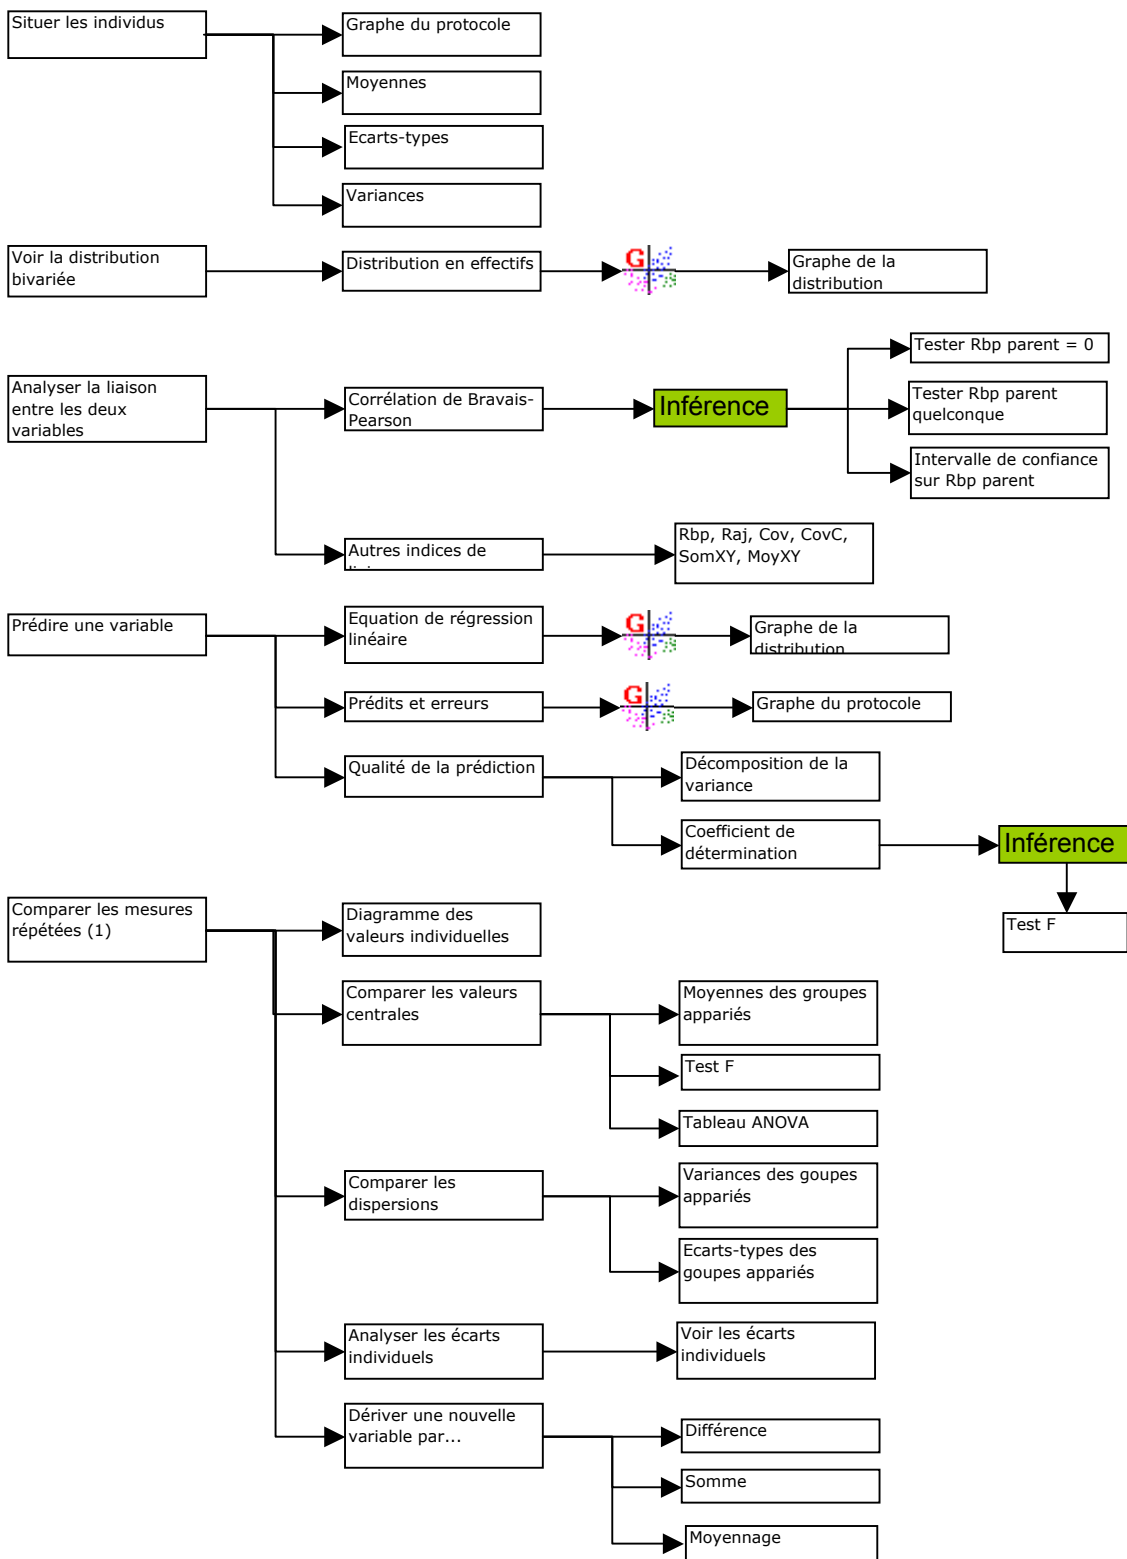 Situer les individus
Graphe du protocole
Moyennes
Ecarts-types
Variances
Voir la distribution
bivariée
Distribution en effectifs
G
Graphe de la
distribution
Analyser la liaison
entre les deux
variables
Corrélation de Bravais-
Pearson
Inférence
Tester Rbp parent = 0
Tester Rbp parent
quelconque
Intervalle de confiance
sur Rbp parent
Autres indices de
Rbp, Raj, Cov, CovC,
SomXY, MoyXY
Prédire une variable
Equation de régression
linéaire
G
Graphe de la
distribution
Prédits et erreurs
G
Graphe du protocole
Qualité de la prédiction
Décomposition de la
variance
Coefficient de
détermination
Inférence
Test F
Comparer les mesures
répétées (1)
Diagramme des
valeurs individuelles
Comparer les valeurs
centrales
Moyennes des groupes
appariés
Test F
Tableau ANOVA
Comparer les
dispersions
Variances des goupes
appariés
Ecarts-types des
goupes appariés
Analyser les écarts
individuels
Voir les écarts
individuels
Dériver une nouvelle
variable par...
Différence
Somme
Moyennage